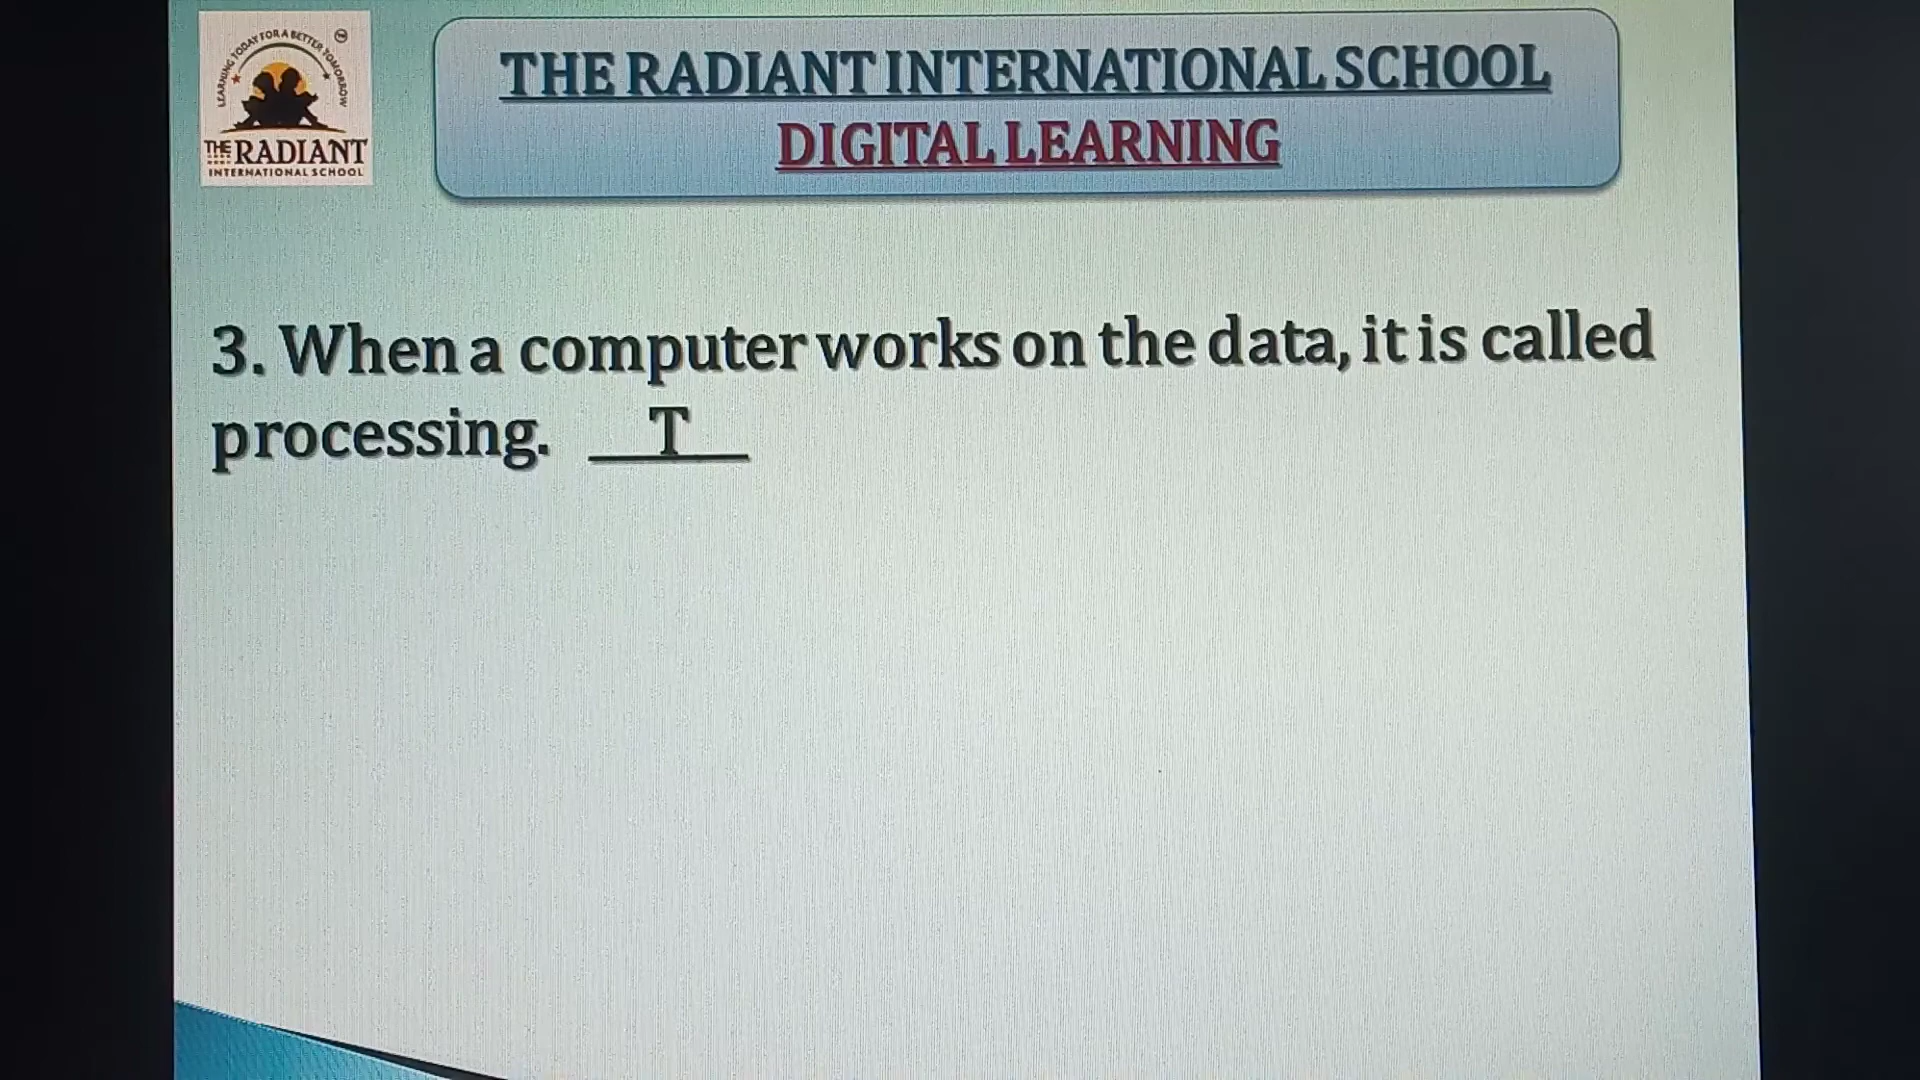 LEARNING TODAY FOR A BETTER TOMORROW
THE RADIANT
INTERNATIONAL SCHOOL
THE RADIANT INTERNATIONAL SCHOOL
DIGITAL LEARNING
3. When a computer works on the data, it is called
processing. __T__